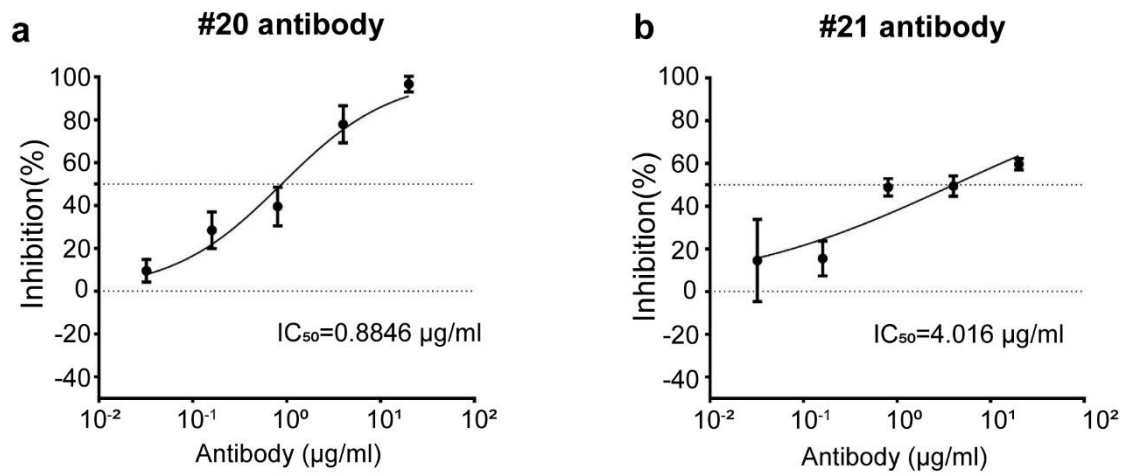 a
#20 antibody
100
80
60
40
20
0
-20
-40
Inhibition(%)
IC₅₀=0.8846 μg/ml
10⁻²
10⁻¹
10⁰
10¹
10²
Antibody (μg/ml)
b
#21 antibody
100
80
60
40
20
0
-20
-40
Inhibition(%)
IC₅₀=4.016 μg/ml
10⁻²
10⁻¹
10⁰
10¹
10²
Antibody (μg/ml)